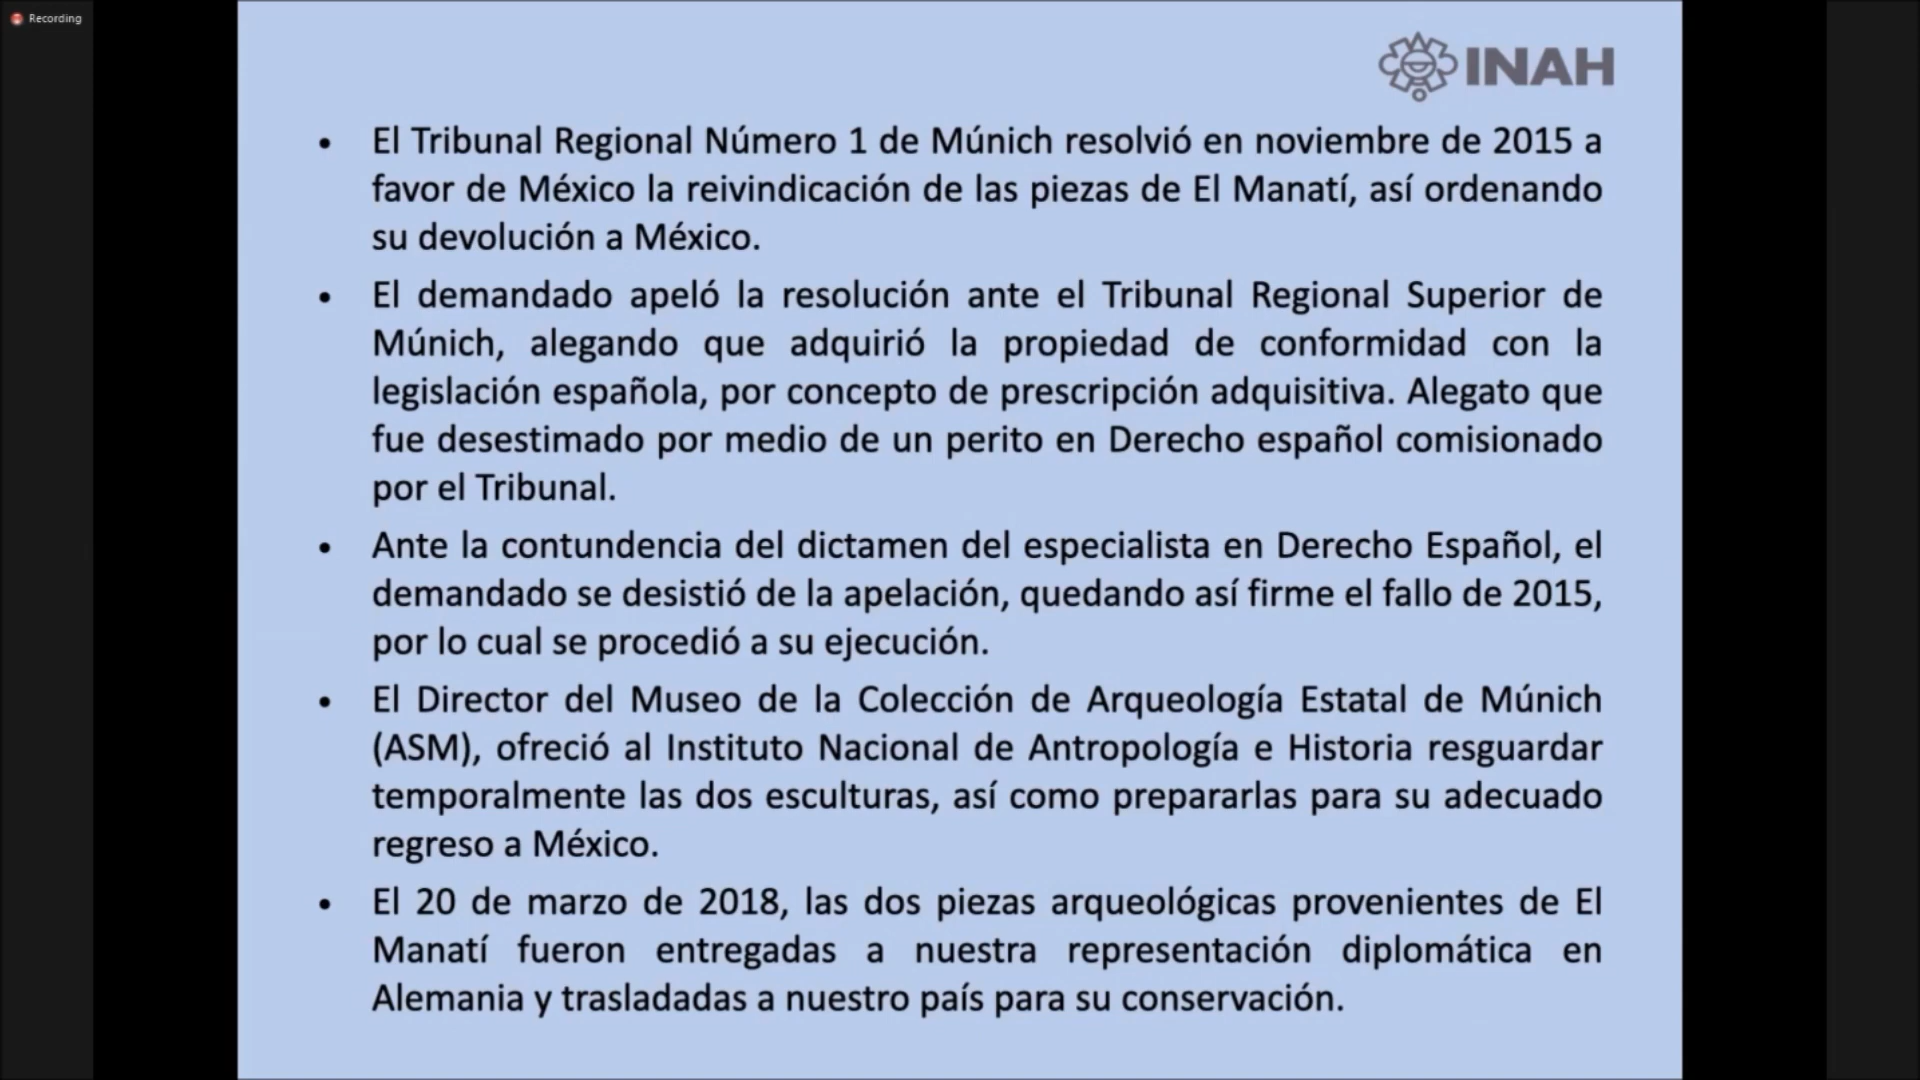 Recording
INAH
• El Tribunal Regional Número 1 de Múnich resolvió en noviembre de 2015 a
favor de México la reivindicación de las piezas de El Manatí, así ordenando
su devolución a México.
• El demandado apeló la resolución ante el Tribunal Regional Superior de
Múnich, alegando que adquirió la propiedad de conformidad con la
legislación española, por concepto de prescripción adquisitiva. Alegato que
fue desestimado por medio de un perito en Derecho español comisionado
por el Tribunal.
• Ante la contundencia del dictamen del especialista en Derecho Español, el
demandado se desistió de la apelación, quedando así firme el fallo de 2015,
por lo cual se procedió a su ejecución.
• El Director del Museo de la Colección de Arqueología Estatal de Múnich
(ASM), ofreció al Instituto Nacional de Antropología e Historia resguardar
temporalmente las dos esculturas, así como prepararlas para su adecuado
regreso a México.
• El 20 de marzo de 2018, las dos piezas arqueológicas provenientes de El
Manatí fueron entregadas a nuestra representación diplomática en
Alemania y trasladadas a nuestro país para su conservación.